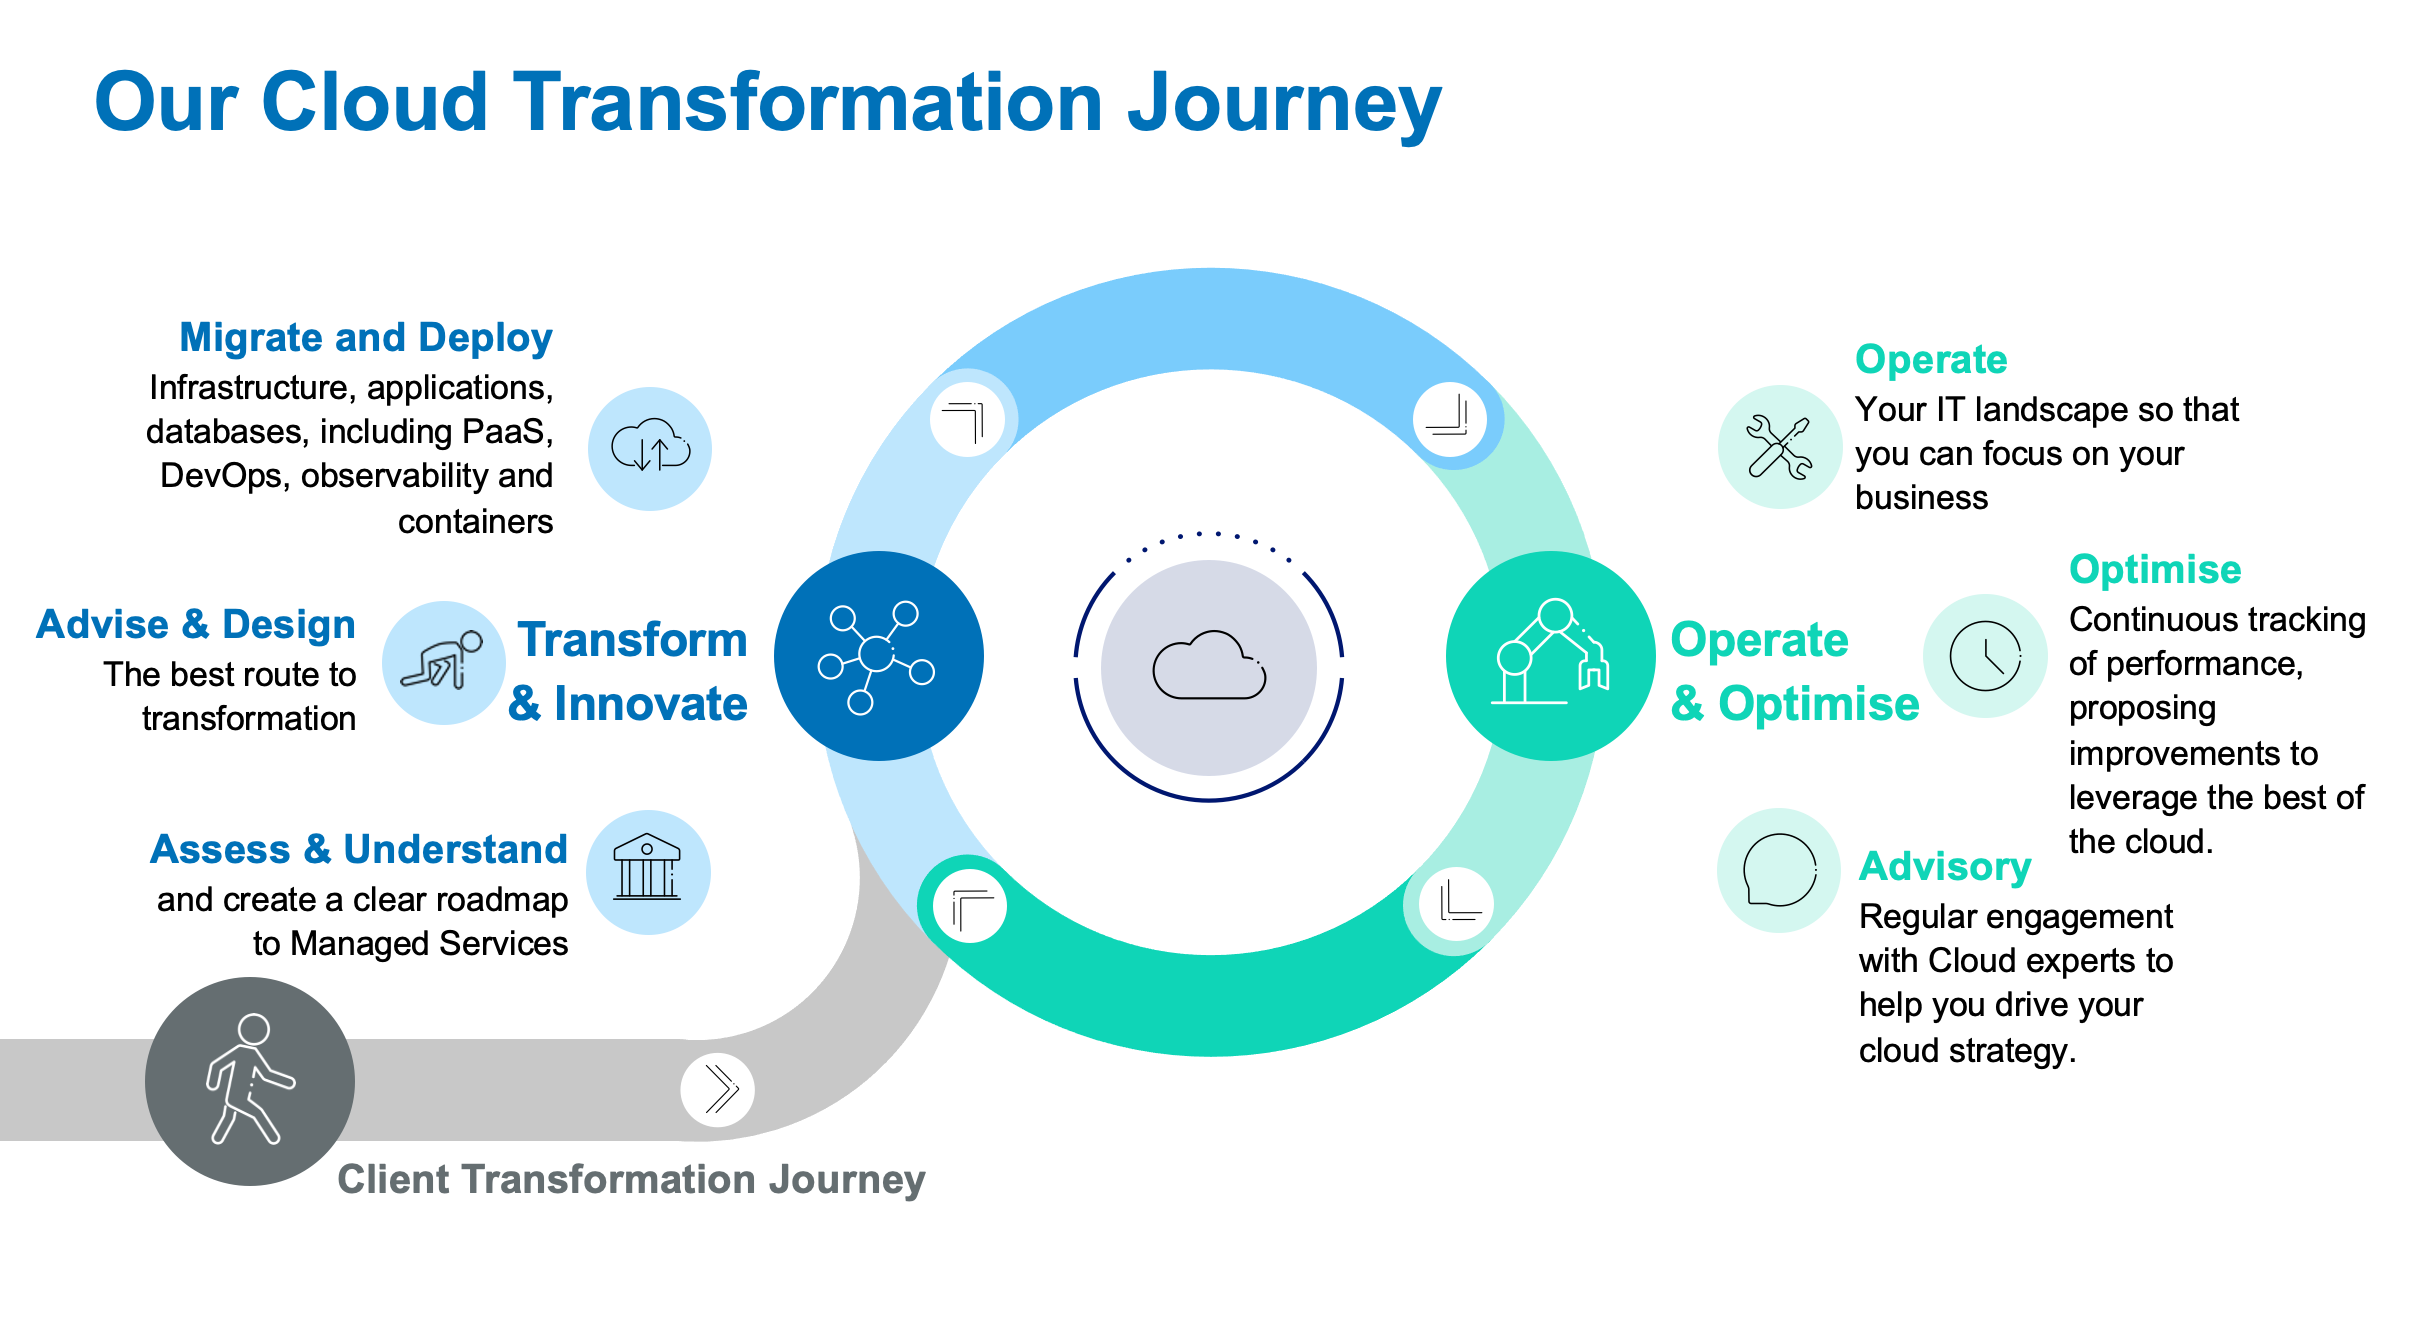 Our Cloud Transformation Journey
Migrate and Deploy
Infrastructure, applications,
databases, including PaaS,
DevOps, observability and
containers
Advise & Design
The best route to
transformation
Transform
& Innovate
Assess & Understand
and create a clear roadmap
to Managed Services
Client Transformation Journey
Operate
Your IT landscape so that
you can focus on your
business
Operate
& Optimise
Optimise
Continuous tracking
of performance,
proposing
improvements to
leverage the best of
the cloud.
Advisory
Regular engagement
with Cloud experts to
help you drive your
cloud strategy.